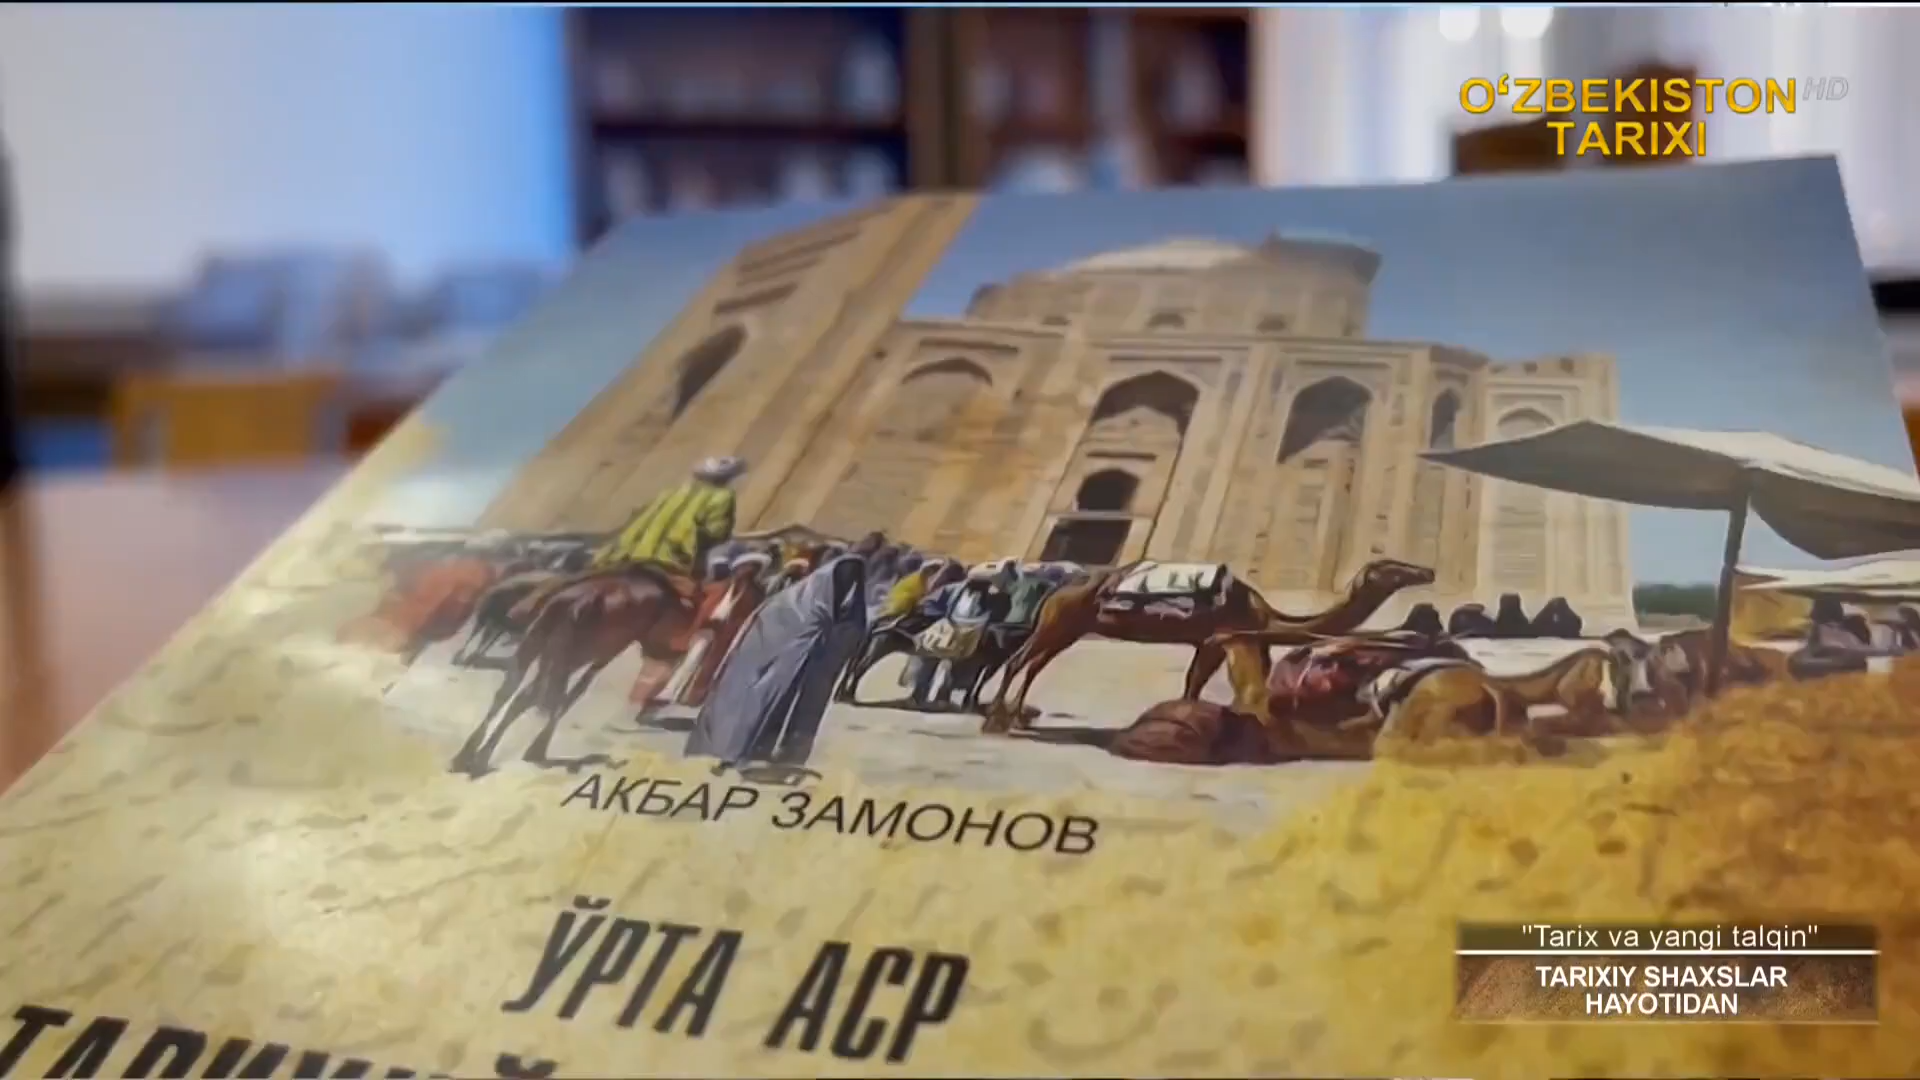 O‘ZBEKISTON HD
TARIXI
АКБАР ЗАМОНОВ
ЎРТА АСР
"Tarix va yangi talqin"
TARIXIY SHAXSLAR
HAYOTIDAN